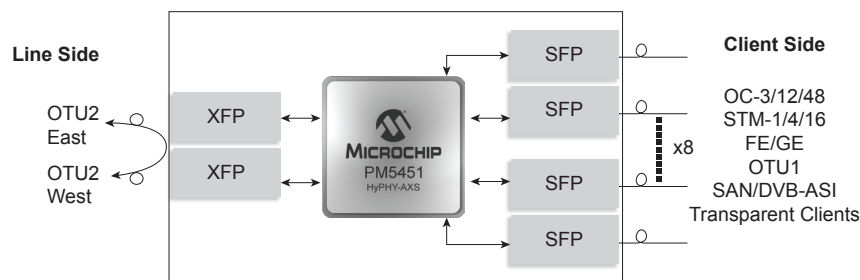 Line Side
OTU2
East
OTU2
West
XFP
XFP
MICROCHIP
PM5451
HyPHY-AXS
SFP
SFP
SFP
SFP
x8
Client Side
OC-3/12/48
STM-1/4/16
FE/GE
OTU1
SAN/DVB-ASI
Transparent Clients